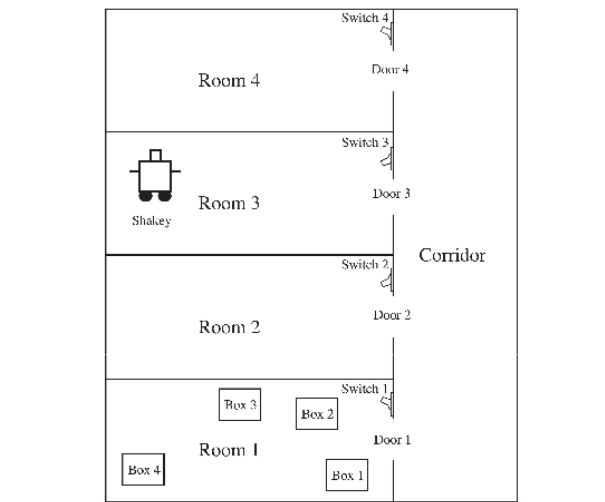 Switch 4
Door 4
Room 4
Switch 3
Door 3
Room 3
Shakey
Corridor
Switch 2
Door 2
Room 2
Switch 1
Box 3
Box 2
Door 1
Room 1
Box 4
Box 1